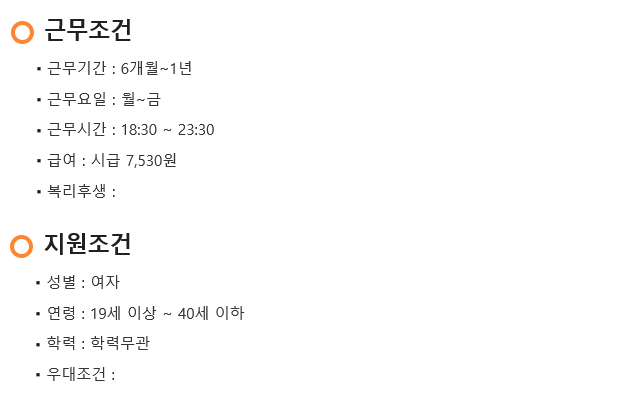 근무조건
▪ 근무기간 : 6개월~1년
▪ 근무요일 : 월~금
▪ 근무시간 : 18:30 ~ 23:30
▪ 급여 : 시급 7,530원
▪ 복리후생 :
지원조건
▪ 성별 : 여자
▪ 연령 : 19세 이상 ~ 40세 이하
▪ 학력 : 학력무관
▪ 우대조건 :